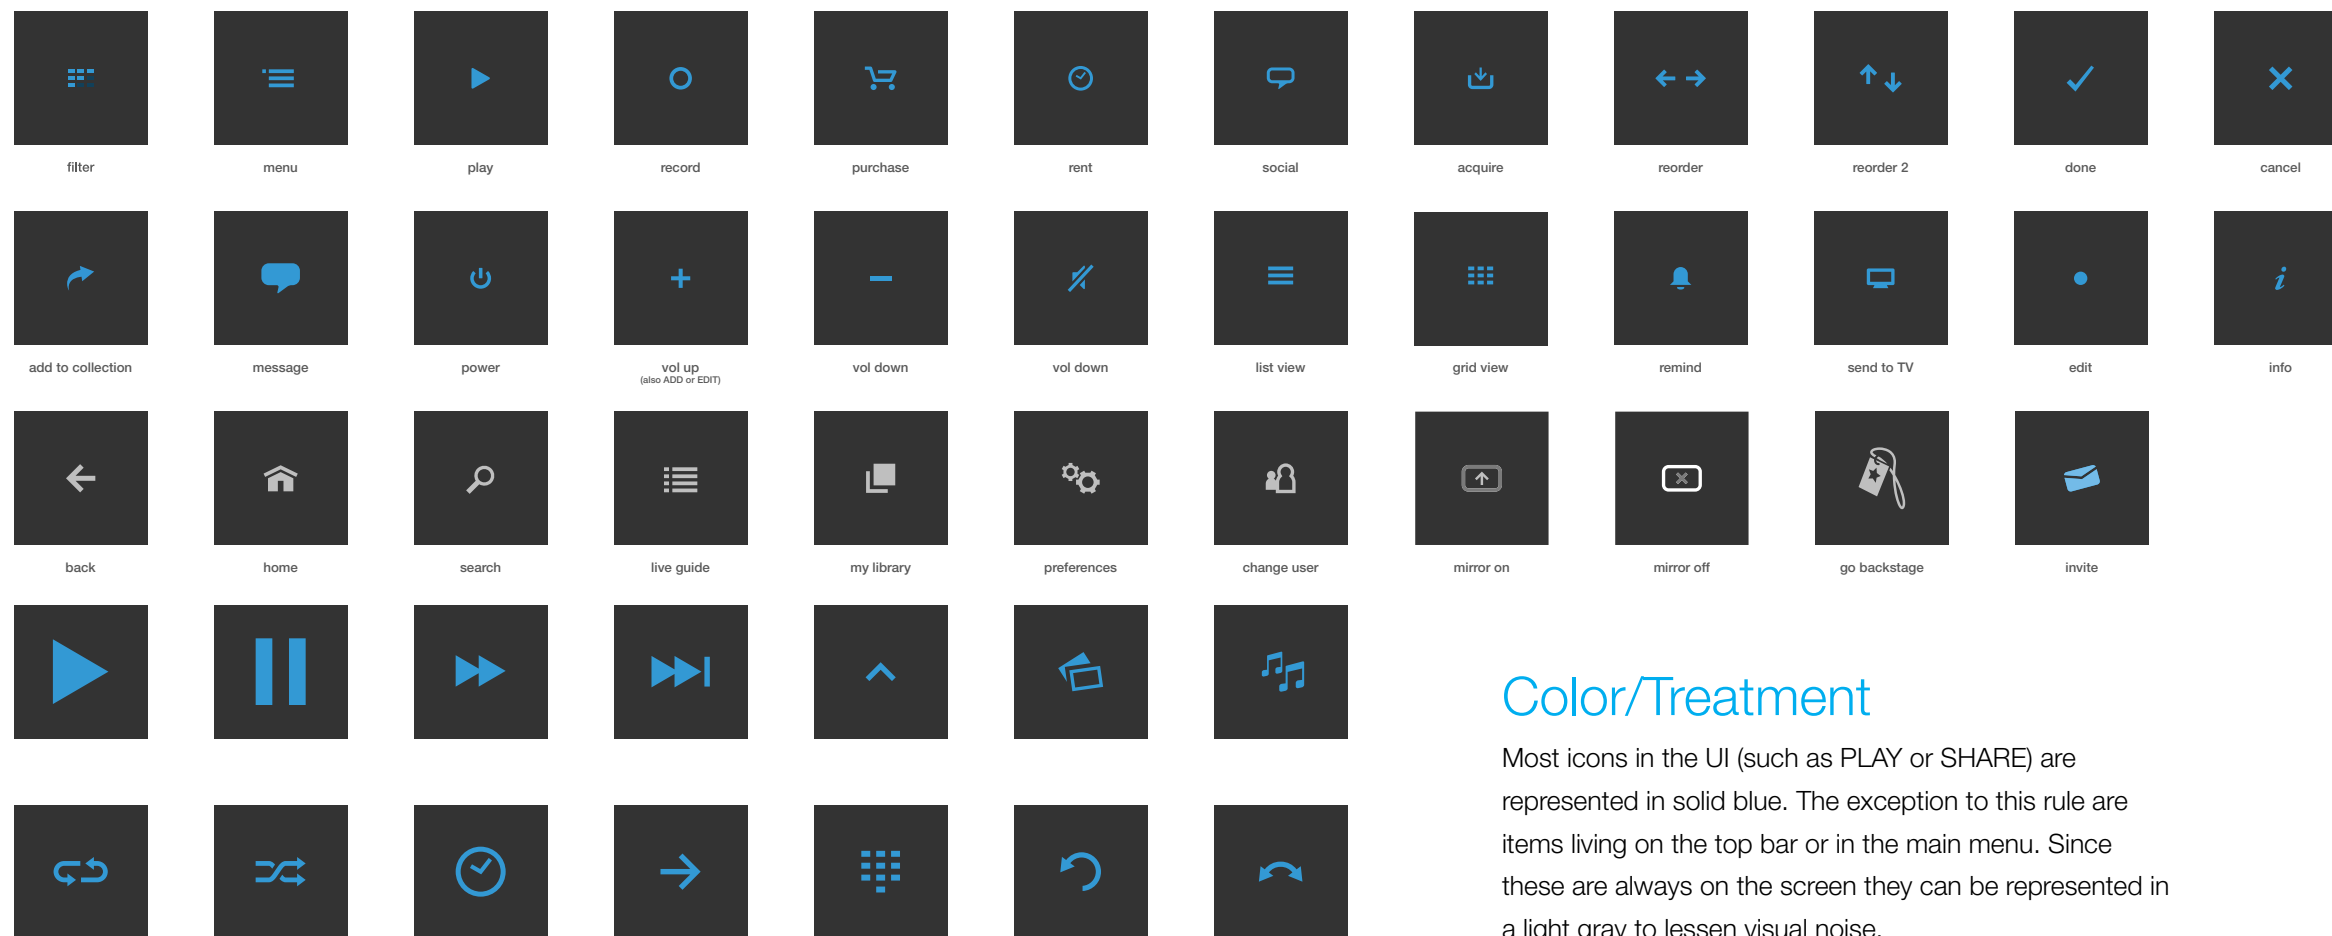 filter
menu
play
record
purchase
rent
social
acquire
reorder
reorder 2
done
cancel
add to collection
message
power
vol up
(also ADD or EDIT)
vol down
vol down
list view
grid view
remind
send to TV
edit
info
back
home
search
live guide
my library
preferences
change user
mirror on
mirror off
go backstage
invite
Color/Treatment
Most icons in the UI (such as PLAY or SHARE) are
represented in solid blue. The exception to this rule are
items living on the top bar or in the main menu. Since
these are always on the screen they can be represented in
a light gray to lessen visual noise.